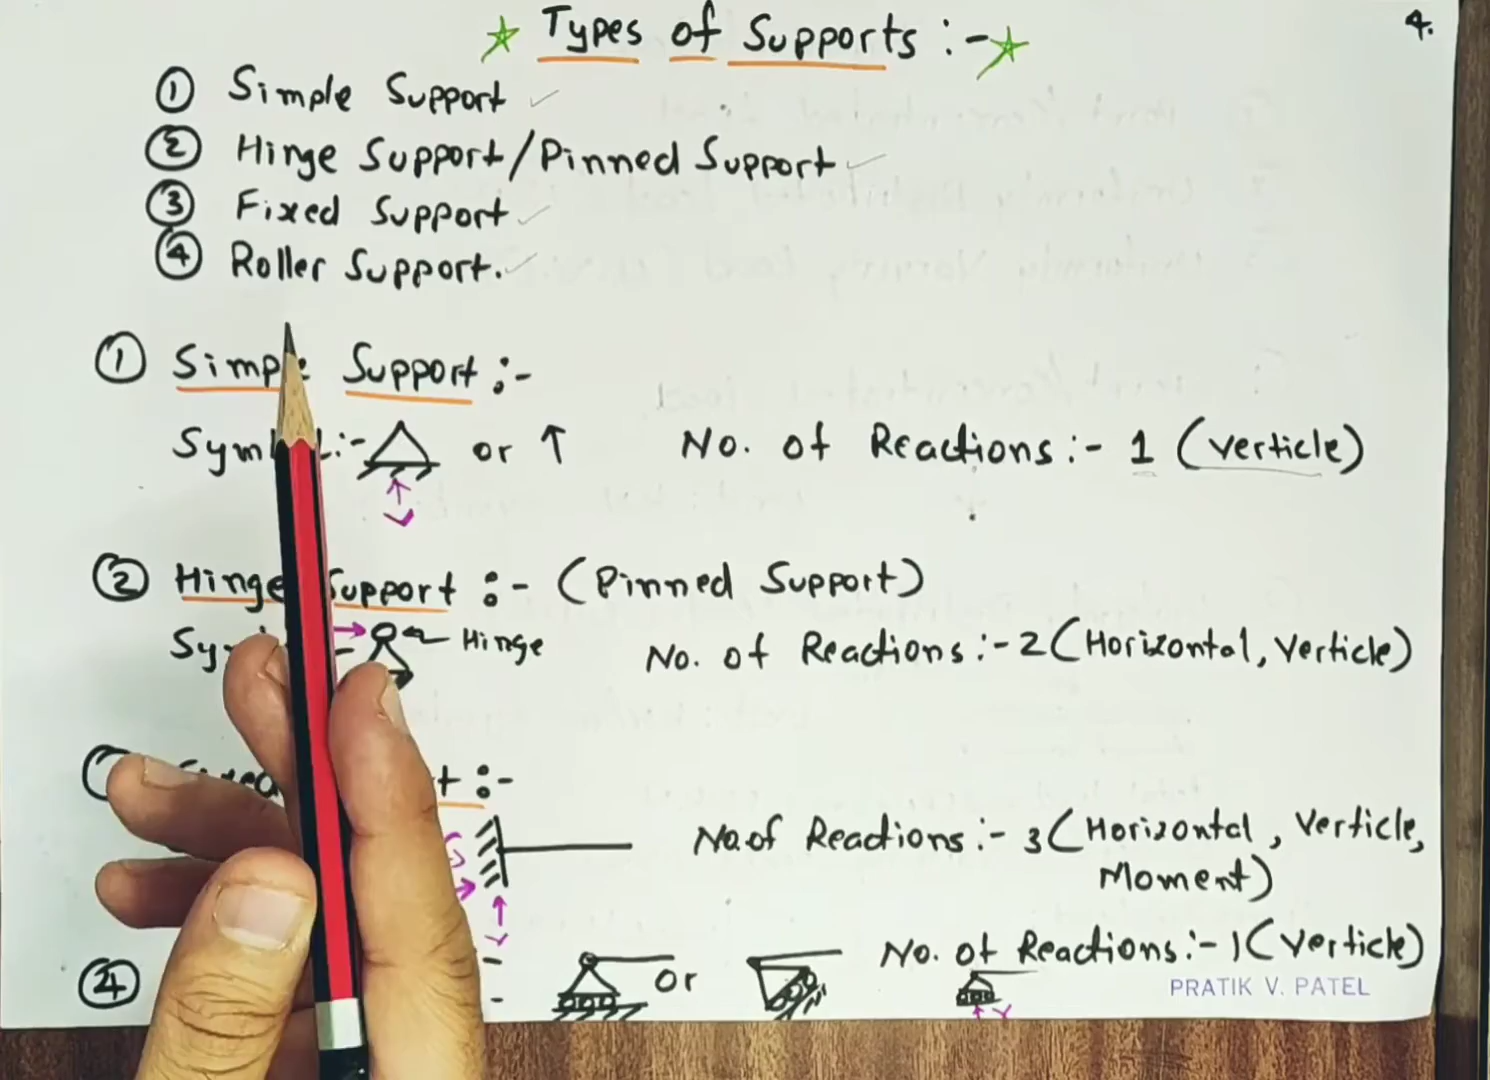 Types of Supports :-
4.
① Simple Support
② Hinge Support/Pinned Support
③ Fixed Support
④ Roller Support.
① Support :-
or ↑ No. of Reactions :- 1 (Verticle)
② Hinge Support :- (Pinned Support)
Hinge No. of Reactions :- 2 (Horizontal, Verticle)
:-
No. of Reactions :- 3 (Horizontal, Verticle,
Moment)
④ or No. of Reactions :- 1 (Verticle)
PRATIK V. PATEL